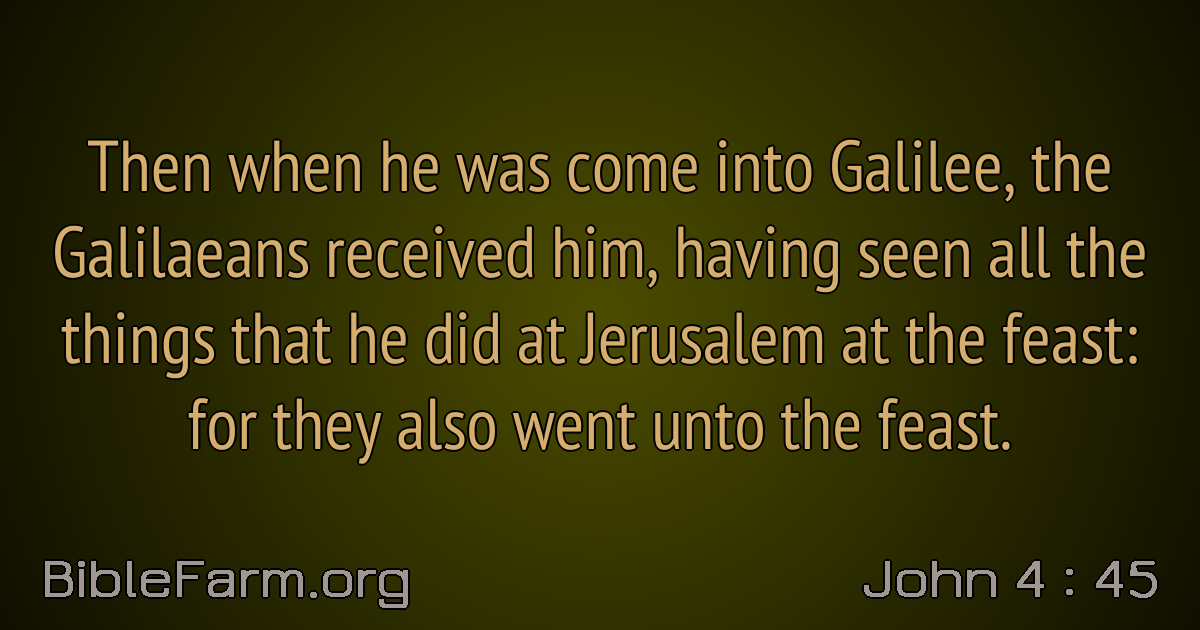 Then when he was come into Galilee, the
Galilaeans received him, having seen all the
things that he did at Jerusalem at the feast:
for they also went unto the feast.
BibleFarm.org
John 4 : 45